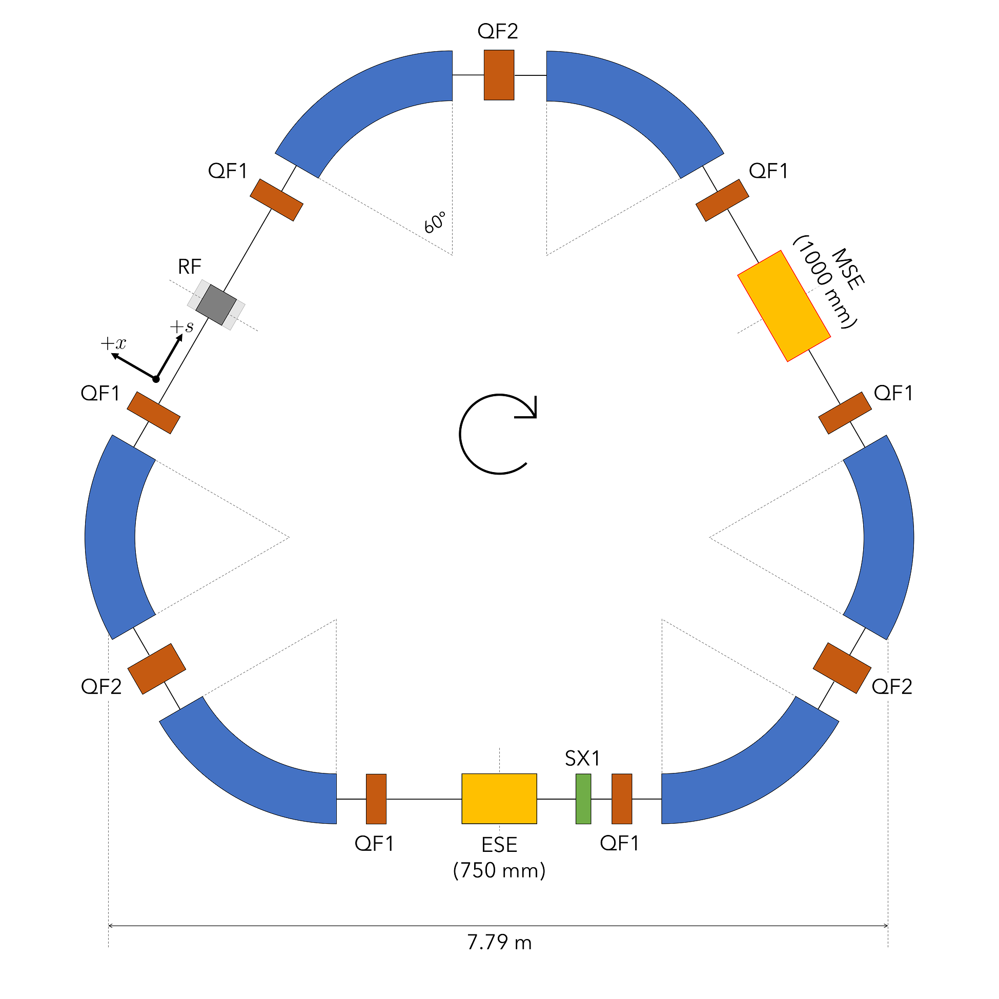 QF2
QF1
QF1
60°
MSE
(1000 mm)
RF
+s
+x
QF1
QF1
QF2
QF2
SX1
QF1
ESE
(750 mm)
QF1
7.79 m